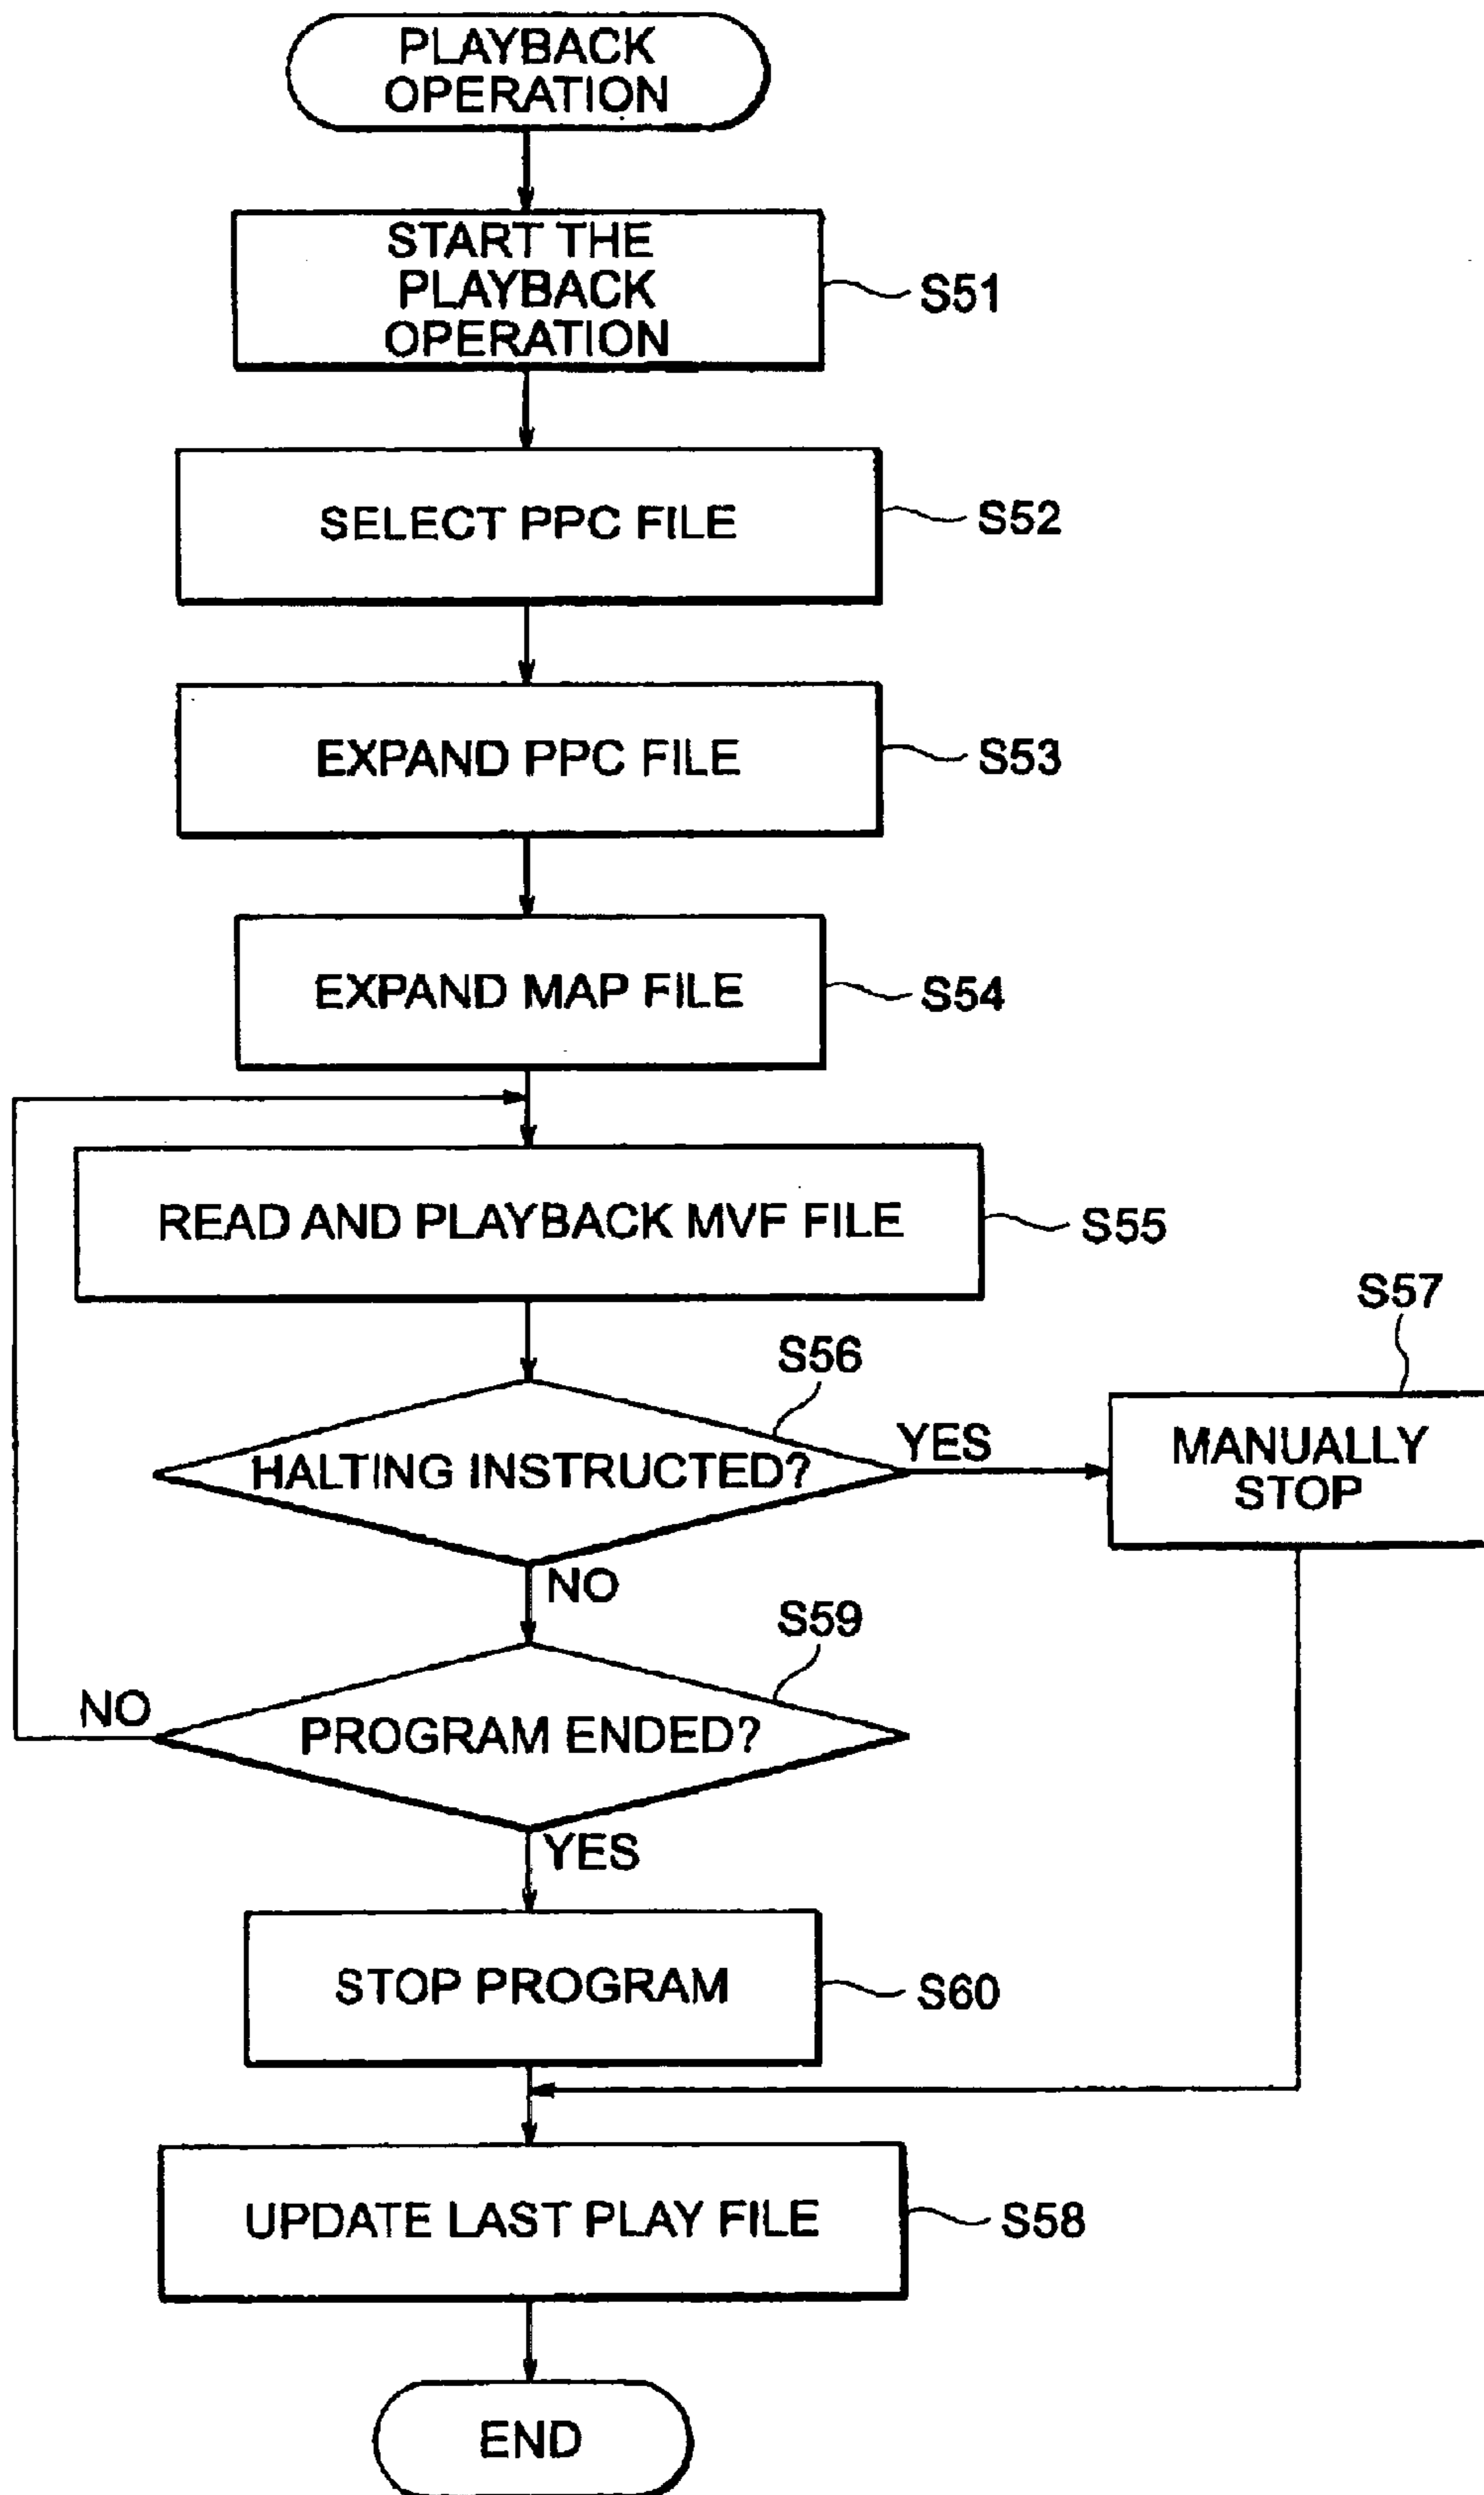 PLAYBACK
OPERATION
START THE
PLAYBACK
OPERATION
S51
SELECT PPC FILE
S52
EXPAND PPC FILE
S53
EXPAND MAP FILE
S54
READ AND PLAYBACK MVF FILE
S55
S56
HALTING INSTRUCTED?
YES
S57
MANUALLY
STOP
NO
S59
PROGRAM ENDED?
NO
YES
STOP PROGRAM
S60
UPDATE LAST PLAY FILE
S58
END